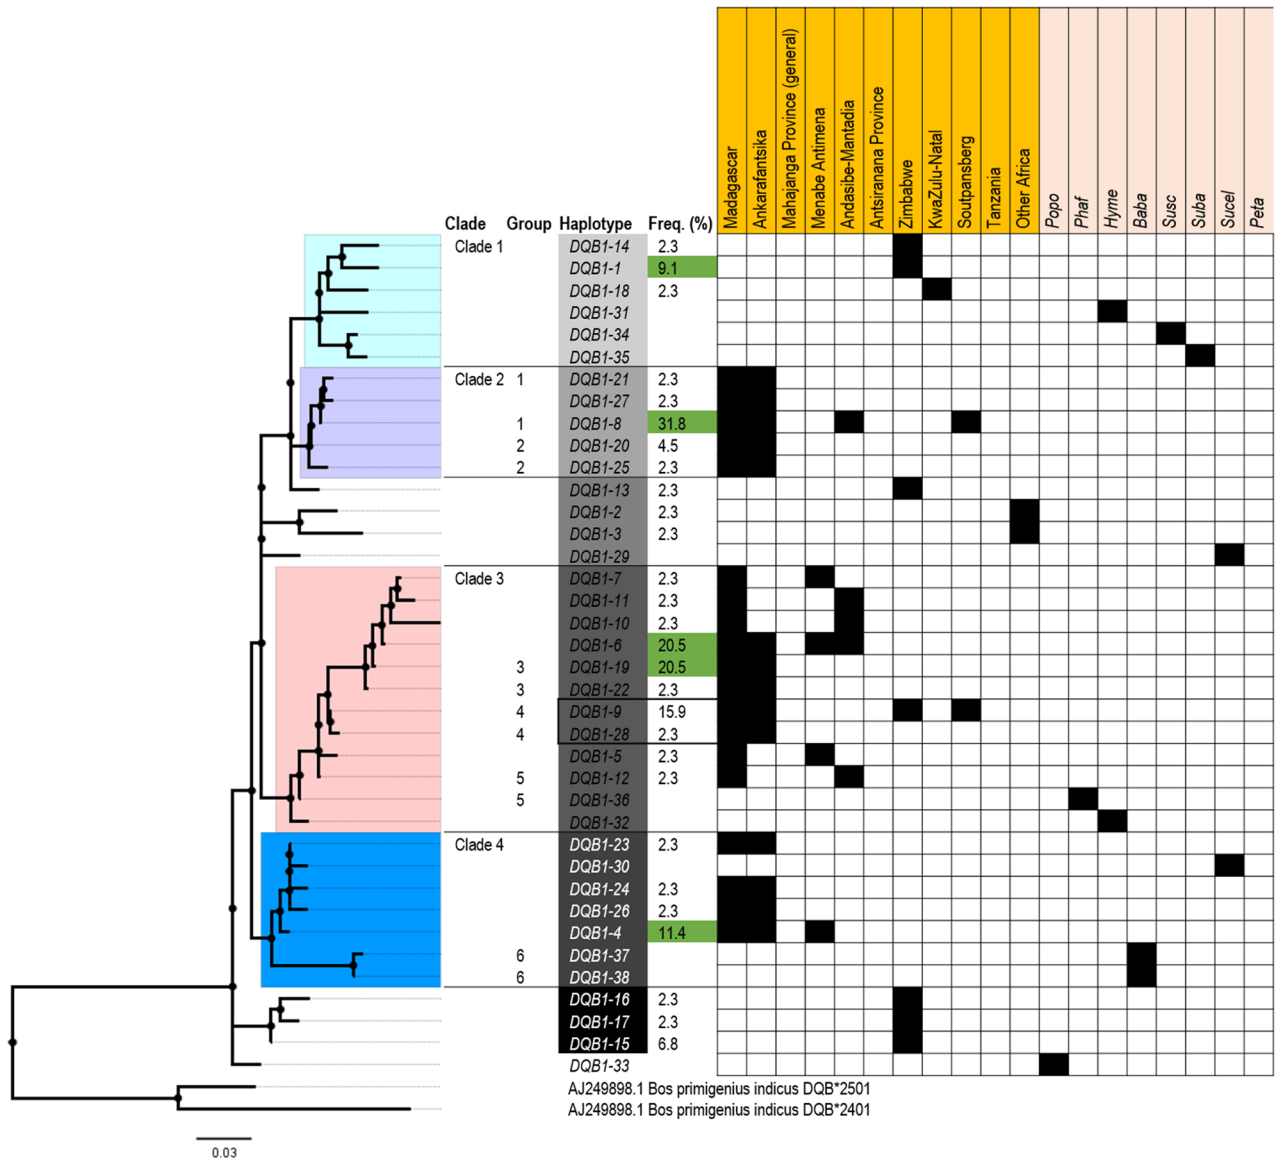 Madagascar
Ankarafantsika
Mahajanga Province (general)
Menabe Antimena
Andasibe-Mantadia
Antsiranana Province
Zimbabwe
KwaZulu-Natal
Soutpansberg
Tanzania
Other Africa
Popo
Phaf
Hyme
Baba
Susc
Suba
Sucel
Peta
Clade Group Haplotype Freq. (%)
Clade 1 DQB1-14 2.3
DQB1-1 9.1
DQB1-18 2.3
DQB1-31
DQB1-34
DQB1-35
Clade 2 1 DQB1-21 2.3
DQB1-27 2.3
1 DQB1-8 31.8
2 DQB1-20 4.5
2 DQB1-25 2.3
DQB1-13 2.3
DQB1-2 2.3
DQB1-3 2.3
DQB1-29
Clade 3 DQB1-7 2.3
DQB1-11 2.3
DQB1-10 2.3
DQB1-6 20.5
3 DQB1-19 20.5
3 DQB1-22 2.3
4 DQB1-9 15.9
4 DQB1-28 2.3
DQB1-5 2.3
5 DQB1-12 2.3
5 DQB1-36
DQB1-32
Clade 4 DQB1-23 2.3
DQB1-30
DQB1-24 2.3
DQB1-26 2.3
DQB1-4 11.4
6 DQB1-37
6 DQB1-38
DQB1-16 2.3
DQB1-17 2.3
DQB1-15 6.8
DQB1-33
AJ249898.1 Bos primigenius indicus DQB*2501
AJ249898.1 Bos primigenius indicus DQB*2401
0.03